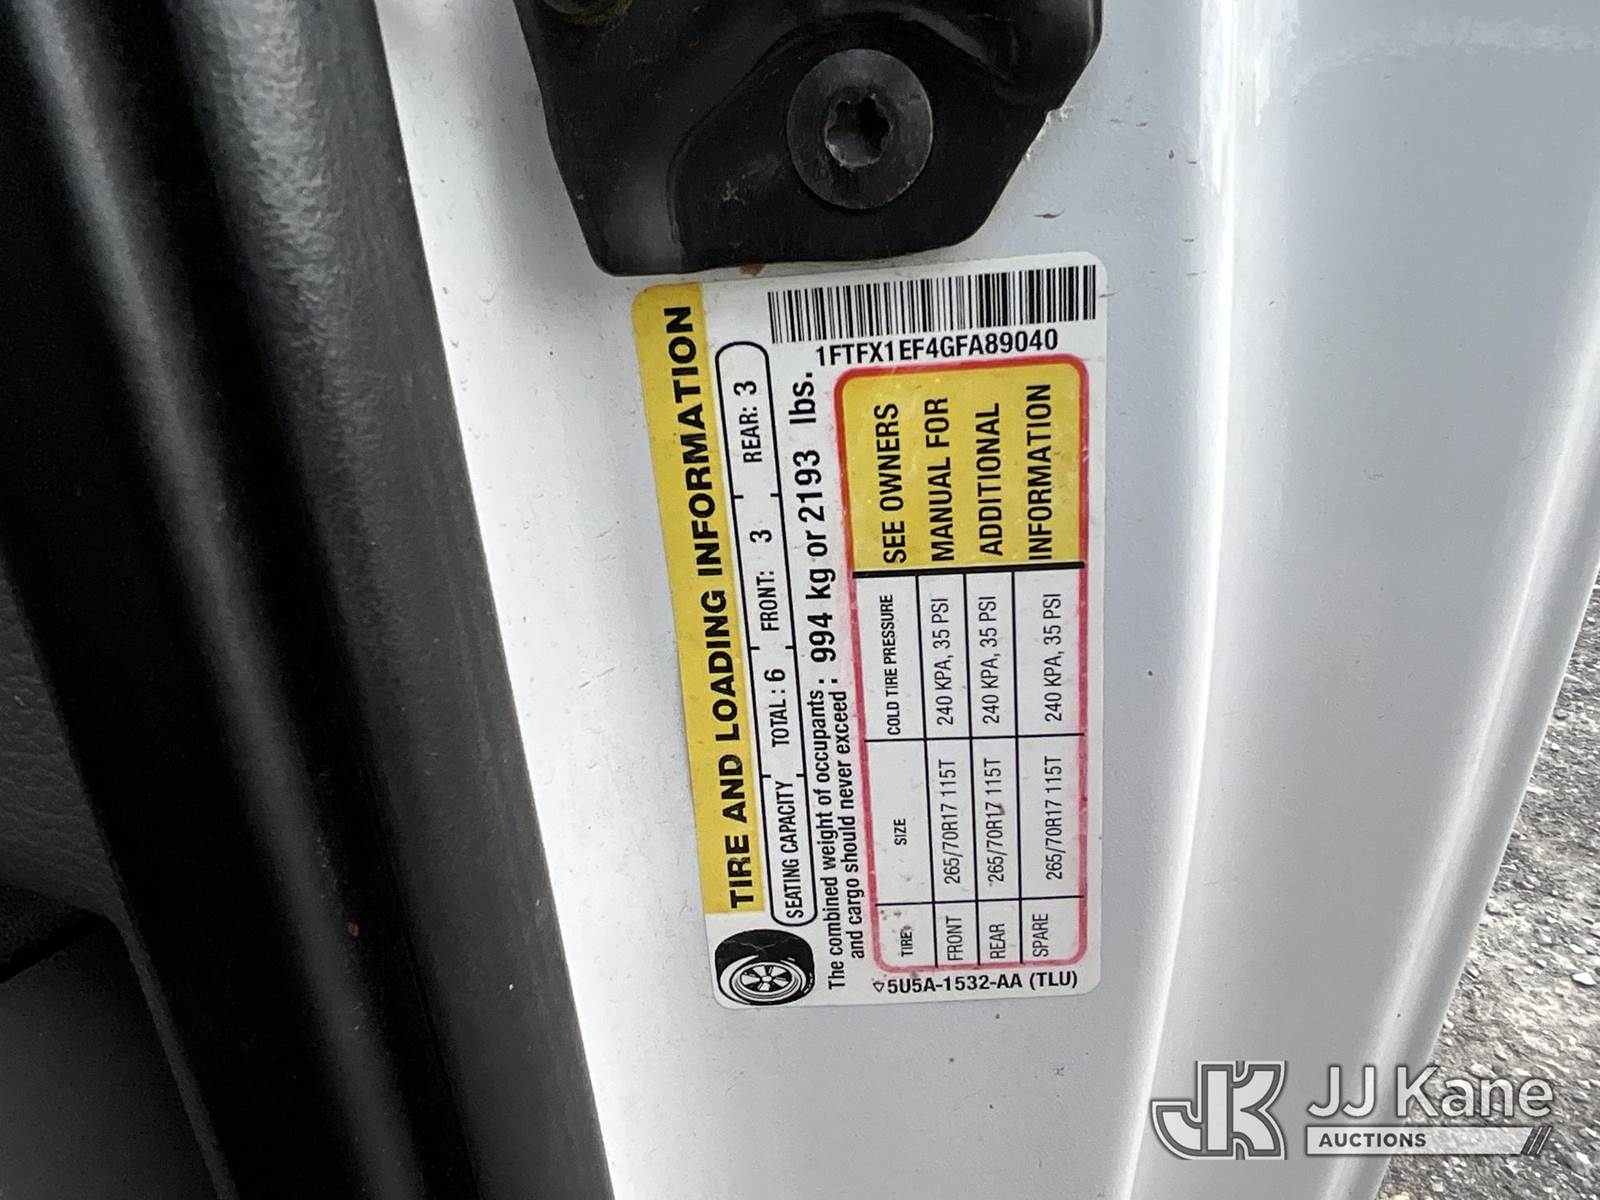 TIRE AND LOADING INFORMATION
SEATING CAPACITY TOTAL: 6 FRONT: 3 REAR: 3
The combined weight of occupants and cargo should never exceed : 994 kg or 2193 lbs.
1FTFX1EF4GFA89040
TIRE SIZE COLD TIRE PRESSURE
FRONT 265/70R17 115T 240 KPA, 35 PSI
REAR 265/70R17 115T 240 KPA, 35 PSI
SPARE 265/70R17 115T 240 KPA, 35 PSI
SEE OWNERS
MANUAL FOR
ADDITIONAL
INFORMATION
5U5A-1532-AA (TLU)
JK JJ Kane
AUCTIONS